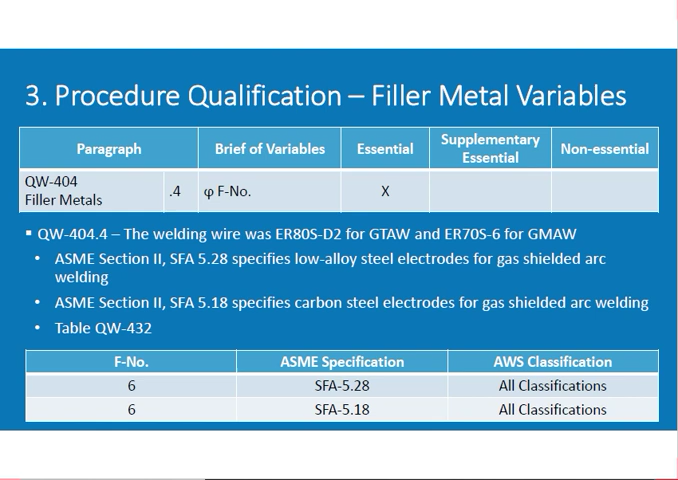 3. Procedure Qualification – Filler Metal Variables
Paragraph Brief of Variables Essential Supplementary Essential Non-essential
QW-404 Filler Metals .4 φ F-No. X
▪ QW-404.4 – The welding wire was ER80S-D2 for GTAW and ER70S-6 for GMAW
• ASME Section II, SFA 5.28 specifies low-alloy steel electrodes for gas shielded arc
welding
• ASME Section II, SFA 5.18 specifies carbon steel electrodes for gas shielded arc welding
• Table QW-432
F-No. ASME Specification AWS Classification
6 SFA-5.28 All Classifications
6 SFA-5.18 All Classifications